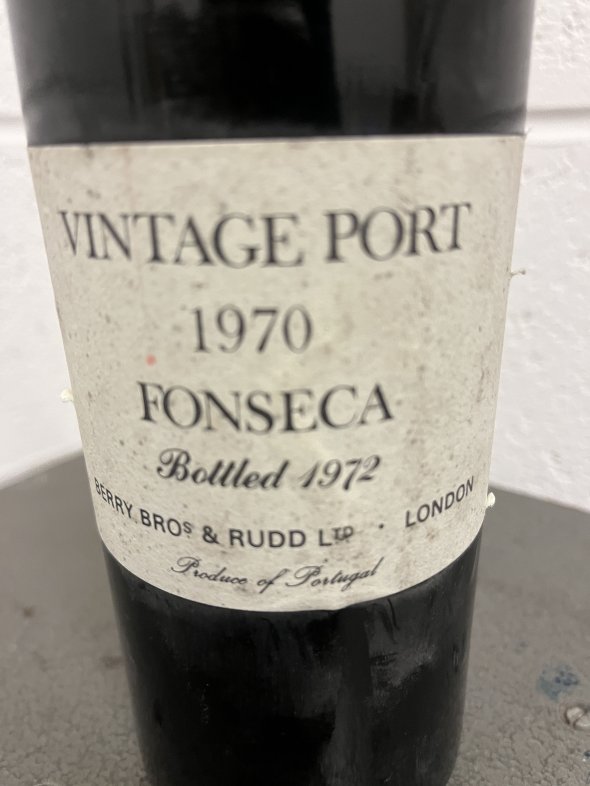 VINTAGE PORT
1970
FONSECA
Bottled 1972
BERRY BROS & RUDD LTD · LONDON
Produce of Portugal